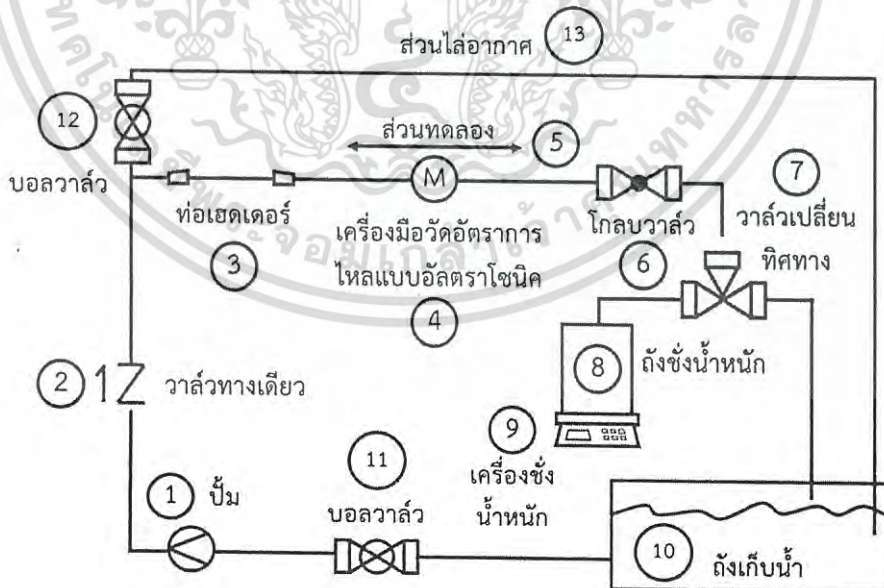 ส่วนไล่อากาศ 13
12
บอลวาล์ว
ส่วนทดลอง 5
M
7
วาล์วเปลี่ยน
ทิศทาง
ท่อเฮดเดอร์
3
เครื่องมือวัดอัตราการ
ไหลแบบอัลตราโซนิค
4
โกลบวาล์ว
6
8 ถังชั่งน้ำหนัก
2 วาล์วทางเดียว
9
เครื่องชั่ง
น้ำหนัก
11
บอลวาล์ว
1 ปั้ม
10 ถังเก็บน้ำ